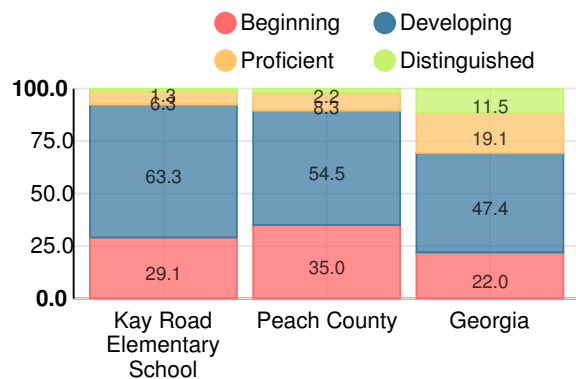 Beginning
Developing
Proficient
Distinguished
100.0
75.0
50.0
25.0
0.0
1.3
6.3
63.3
29.1
2.2
8.3
54.5
35.0
11.5
19.1
47.4
22.0
Kay Road
Elementary
School
Peach County
Georgia